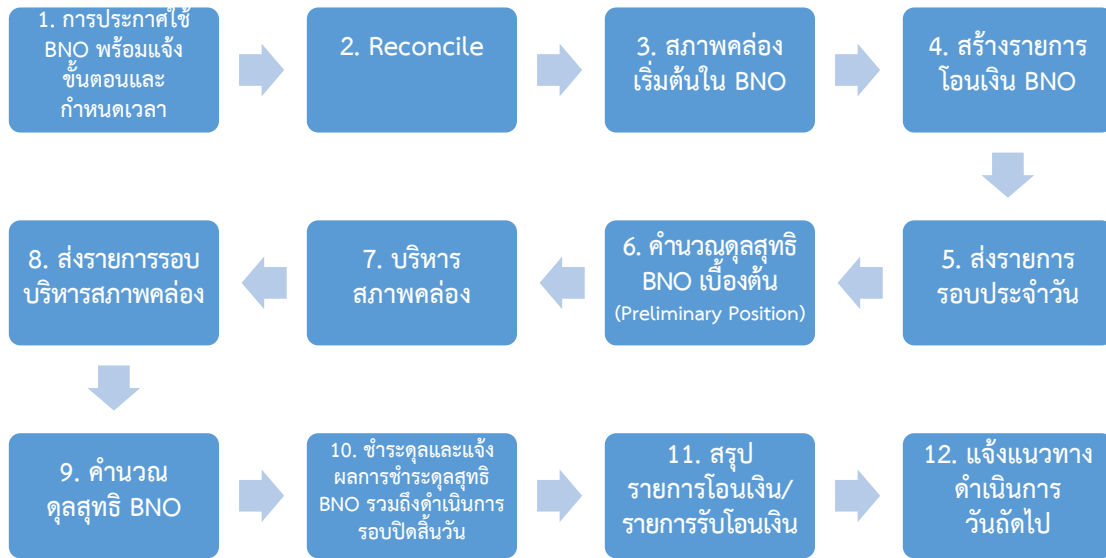 1. การประกาศใช้
BNO พร้อมแจ้ง
ขั้นตอนและ
กำหนดเวลา
2. Reconcile
3. สภาพคล่อง
เริ่มต้นใน BNO
4. สร้างรายการ
โอนเงิน BNO
5. ส่งรายการ
รอบประจำวัน
6. คำนวณดุลสุทธิ
BNO เบื้องต้น
(Preliminary Position)
7. บริหาร
สภาพคล่อง
8. ส่งรายการรอบ
บริหารสภาพคล่อง
9. คำนวณ
ดุลสุทธิ BNO
10. ชำระดุลและแจ้ง
ผลการชำระดุลสุทธิ
BNO รวมถึงดำเนินการ
รอบปิดสิ้นวัน
11. สรุป
รายการโอนเงิน/
รายการรับโอนเงิน
12. แจ้งแนวทาง
ดำเนินการ
วันถัดไป